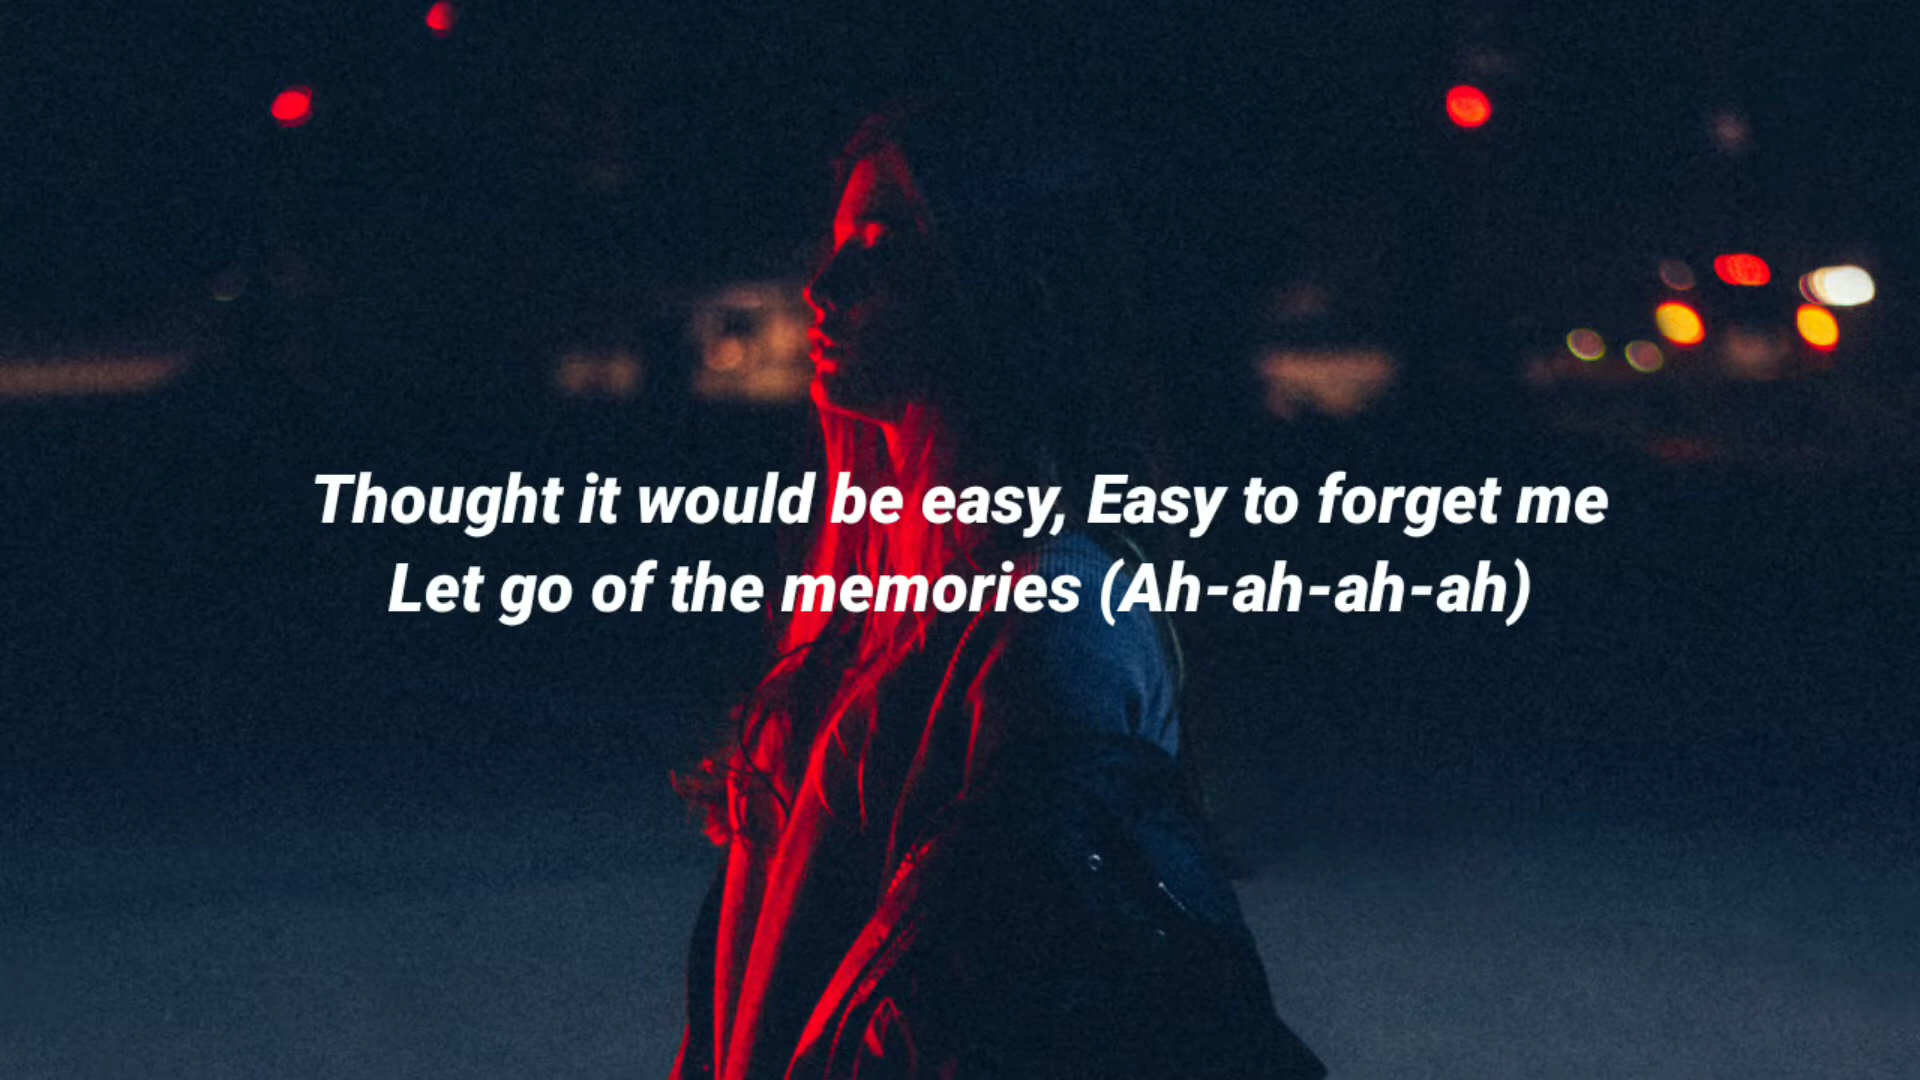 Thought it would be easy, Easy to forget me
Let go of the memories (Ah-ah-ah-ah)